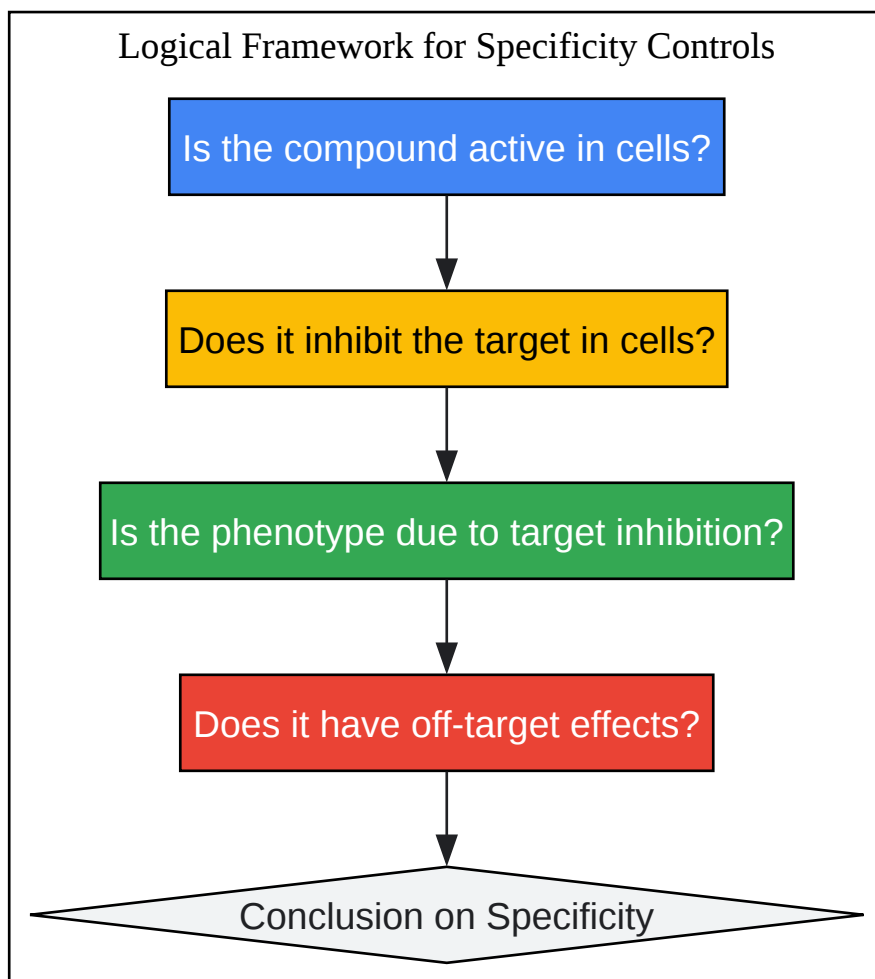 Logical Framework for Specificity Controls
Is the compound active in cells?
Does it inhibit the target in cells?
Is the phenotype due to target inhibition?
Does it have off-target effects?
Conclusion on Specificity